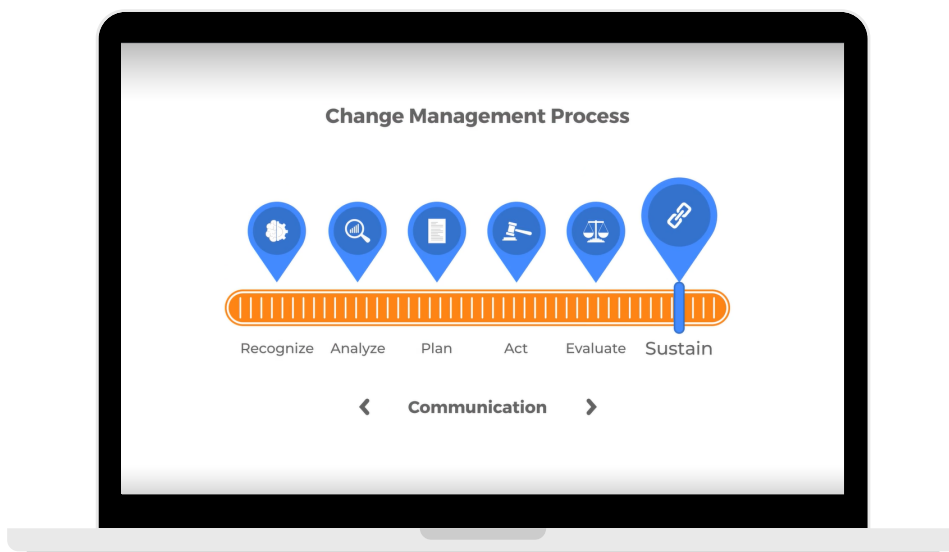 Change Management Process
Recognize Analyze Plan Act Evaluate Sustain
Communication